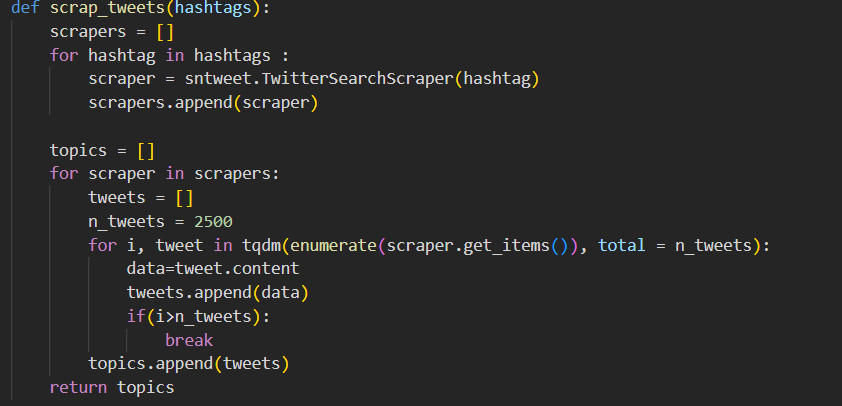 def scrap_tweets(hashtags):
    scrapers = []
    for hashtag in hashtags :
        scraper = sntweet.TwitterSearchScraper(hashtag)
        scrapers.append(scraper)

    topics = []
    for scraper in scrapers:
        tweets = []
        n_tweets = 2500
        for i, tweet in tqdm(enumerate(scraper.get_items()), total = n_tweets):
            data=tweet.content
            tweets.append(data)
            if(i>n_tweets):
                break
        topics.append(tweets)
    return topics